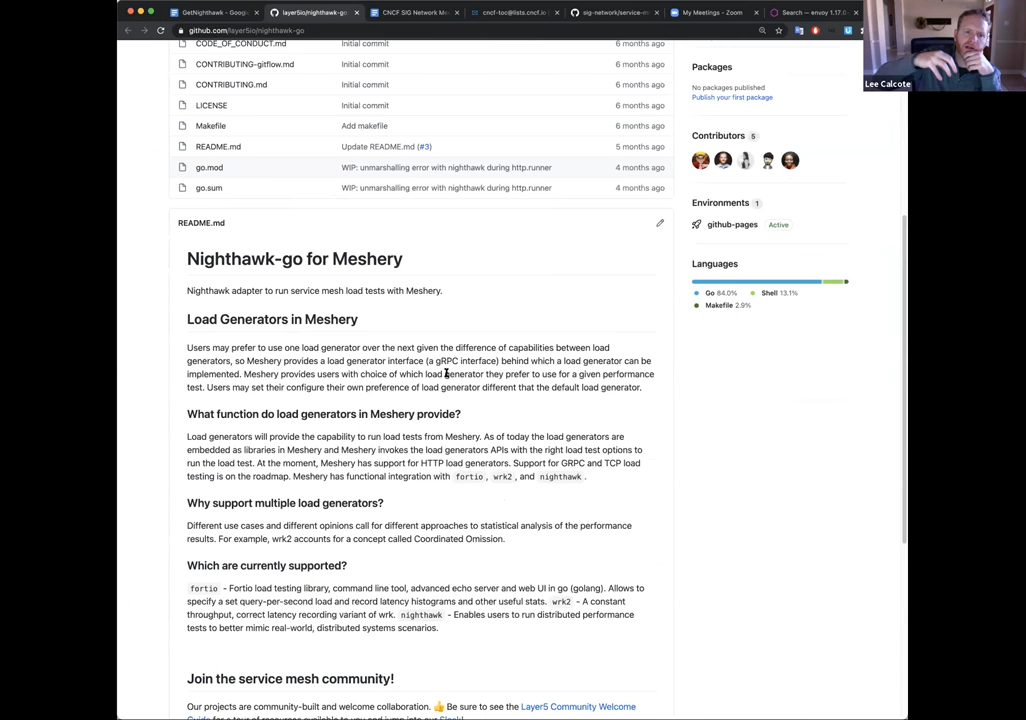 GetNighthawk - Googl
layer5io/nighthawk-go:
CNCF SIG Network Me
cncf-toc@lists.cncf.io
sig-network/service-m
My Meetings - Zoom
Search — envoy 1.17.0
github.com/layer5io/nighthawk-go
Lee Calcote
CODE_OF_CONDUCT.md Initial commit 6 months ago
CONTRIBUTING-gitflow.md Initial commit 6 months ago
CONTRIBUTING.md Initial commit 6 months ago
LICENSE Initial commit 6 months ago
Makefile Add makefile 6 months ago
README.md Update README.md (#3) 5 months ago
go.mod WIP: unmarshalling error with nighthawk during http.runner 4 months ago
go.sum WIP: unmarshalling error with nighthawk during http.runner 4 months ago
README.md
Nighthawk-go for Meshery
Nighthawk adapter to run service mesh load tests with Meshery.
Load Generators in Meshery
Users may prefer to use one load generator over the next given the difference of capabilities between load
generators, so Meshery provides a load generator interface (a gRPC interface) behind which a load generator can be
implemented. Meshery provides users with choice of which load generator they prefer to use for a given performance
test. Users may set their configure their own preference of load generator different that the default load generator.
What function do load generators in Meshery provide?
Load generators will provide the capability to run load tests from Meshery. As of today the load generators are
embedded as libraries in Meshery and Meshery invokes the load generators APIs with the right load test options to
run the load test. At the moment, Meshery has support for HTTP load generators. Support for GRPC and TCP load
testing is on the roadmap. Meshery has functional integration with fortio, wrk2, and nighthawk.
Why support multiple load generators?
Different use cases and different opinions call for different approaches to statistical analysis of the performance
results. For example, wrk2 accounts for a concept called Coordinated Omission.
Which are currently supported?
fortio - Fortio load testing library, command line tool, advanced echo server and web UI in go (golang). Allows to
specify a set query-per-second load and record latency histograms and other useful stats. wrk2 - A constant
throughput, correct latency recording variant of wrk. nighthawk - Enables users to run distributed performance
tests to better mimic real-world, distributed systems scenarios.
Join the service mesh community!
Our projects are community-built and welcome collaboration. 👍 Be sure to see the Layer5 Community Welcome
Guide for a tour of resources available to you and jump into our Slack!
Packages
No packages published
Publish your first package
Contributors 5
Environments 1
github-pages Active
Languages
Go 84.0% Shell 13.1%
Makefile 2.9%